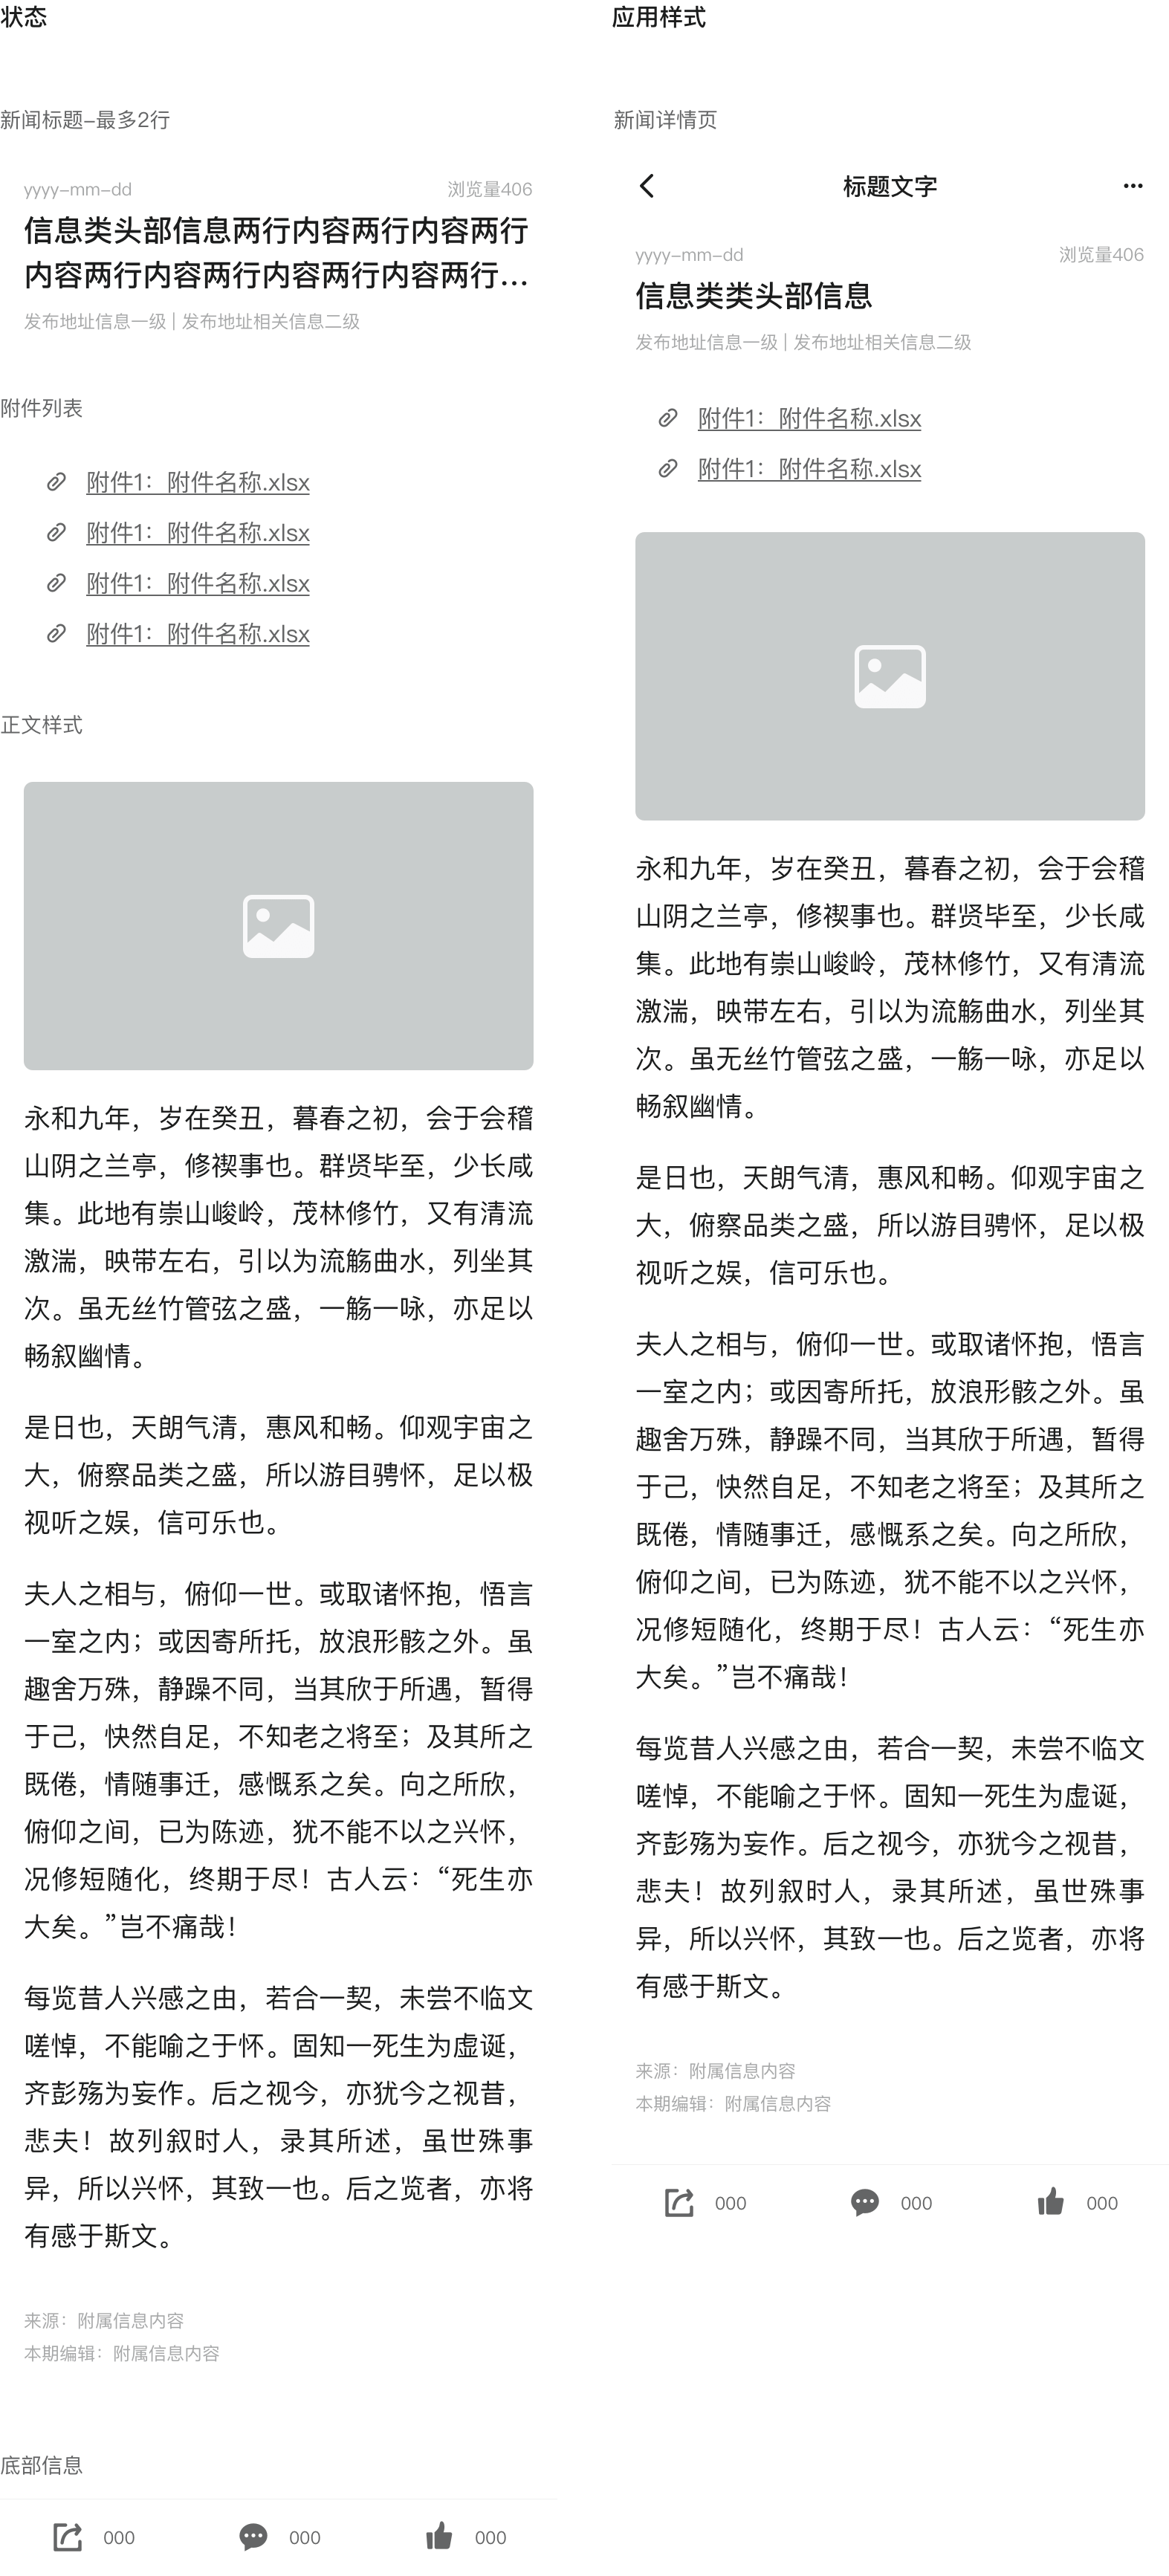 状态
新闻标题-最多2行
yyyy-mm-dd 浏览量406
信息类头部信息两行内容两行内容两行
内容两行内容两行内容两行内容两行...
发布地址信息一级 | 发布地址相关信息二级
附件列表
附件1：附件名称.xlsx
附件1：附件名称.xlsx
附件1：附件名称.xlsx
附件1：附件名称.xlsx
正文样式
永和九年，岁在癸丑，暮春之初，会于会稽
山阴之兰亭，修禊事也。群贤毕至，少长咸
集。此地有崇山峻岭，茂林修竹，又有清流
激湍，映带左右，引以为流觞曲水，列坐其
次。虽无丝竹管弦之盛，一觞一咏，亦足以
畅叙幽情。
是日也，天朗气清，惠风和畅。仰观宇宙之
大，俯察品类之盛，所以游目骋怀，足以极
视听之娱，信可乐也。
夫人之相与，俯仰一世。或取诸怀抱，悟言
一室之内；或因寄所托，放浪形骸之外。虽
趣舍万殊，静躁不同，当其欣于所遇，暂得
于己，快然自足，不知老之将至；及其所之
既倦，情随事迁，感慨系之矣。向之所欣，
俯仰之间，已为陈迹，犹不能不以之兴怀，
况修短随化，终期于尽！古人云：“死生亦
大矣。”岂不痛哉！
每览昔人兴感之由，若合一契，未尝不临文
嗟悼，不能喻之于怀。固知一死生为虚诞，
齐彭殇为妄作。后之视今，亦犹今之视昔，
悲夫！故列叙时人，录其所述，虽世殊事
异，所以兴怀，其致一也。后之览者，亦将
有感于斯文。
来源：附属信息内容
本期编辑：附属信息内容
底部信息
000 000 000
应用样式
新闻详情页
标题文字
yyyy-mm-dd 浏览量406
信息类类头部信息
发布地址信息一级 | 发布地址相关信息二级
附件1：附件名称.xlsx
附件1：附件名称.xlsx
永和九年，岁在癸丑，暮春之初，会于会稽
山阴之兰亭，修禊事也。群贤毕至，少长咸
集。此地有崇山峻岭，茂林修竹，又有清流
激湍，映带左右，引以为流觞曲水，列坐其
次。虽无丝竹管弦之盛，一觞一咏，亦足以
畅叙幽情。
是日也，天朗气清，惠风和畅。仰观宇宙之
大，俯察品类之盛，所以游目骋怀，足以极
视听之娱，信可乐也。
夫人之相与，俯仰一世。或取诸怀抱，悟言
一室之内；或因寄所托，放浪形骸之外。虽
趣舍万殊，静躁不同，当其欣于所遇，暂得
于己，快然自足，不知老之将至；及其所之
既倦，情随事迁，感慨系之矣。向之所欣，
俯仰之间，已为陈迹，犹不能不以之兴怀，
况修短随化，终期于尽！古人云：“死生亦
大矣。”岂不痛哉！
每览昔人兴感之由，若合一契，未尝不临文
嗟悼，不能喻之于怀。固知一死生为虚诞，
齐彭殇为妄作。后之视今，亦犹今之视昔，
悲夫！故列叙时人，录其所述，虽世殊事
异，所以兴怀，其致一也。后之览者，亦将
有感于斯文。
来源：附属信息内容
本期编辑：附属信息内容
000 000 000